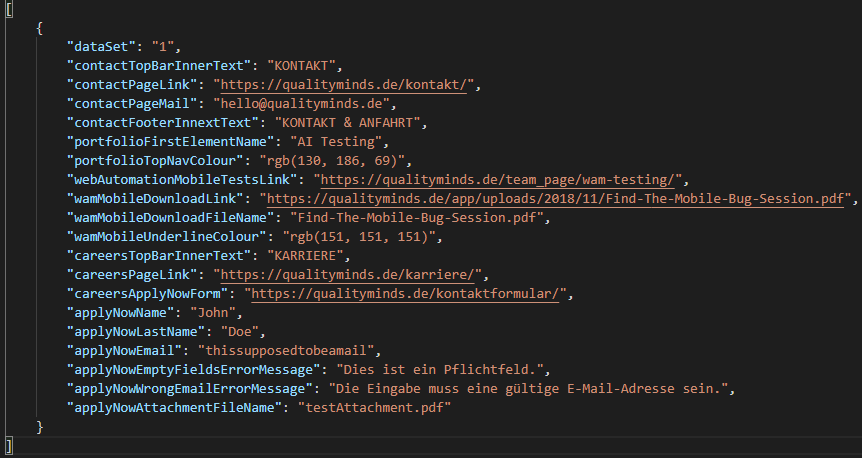 [
{
"dataSet": "1",
"contactTopBarInnerText": "KONTAKT",
"contactPageLink": "https://qualityminds.de/kontakt/",
"contactPageMail": "hello@qualityminds.de",
"contactFooterInnextText": "KONTAKT & ANFAHRT",
"portfolioFirstElementName": "AI Testing",
"portfolioTopNavColour": "rgb(130, 186, 69)",
"webAutomationMobileTestsLink": "https://qualityminds.de/team_page/wam-testing/",
"wamMobileDownloadLink": "https://qualityminds.de/app/uploads/2018/11/Find-The-Mobile-Bug-Session.pdf",
"wamMobileDownloadFileName": "Find-The-Mobile-Bug-Session.pdf",
"wamMobileUnderlineColour": "rgb(151, 151, 151)",
"careersTopBarInnerText": "KARRIERE",
"careersPageLink": "https://qualityminds.de/karriere/",
"careersApplyNowForm": "https://qualityminds.de/kontaktformular/",
"applyNowName": "John",
"applyNowLastName": "Doe",
"applyNowEmail": "thissupposedtobeamail",
"applyNowEmptyFieldsErrorMessage": "Dies ist ein Pflichtfeld.",
"applyNowWrongEmailErrorMessage": "Die Eingabe muss eine gültige E-Mail-Adresse sein.",
"applyNowAttachmentFileName": "testAttachment.pdf"
}
]